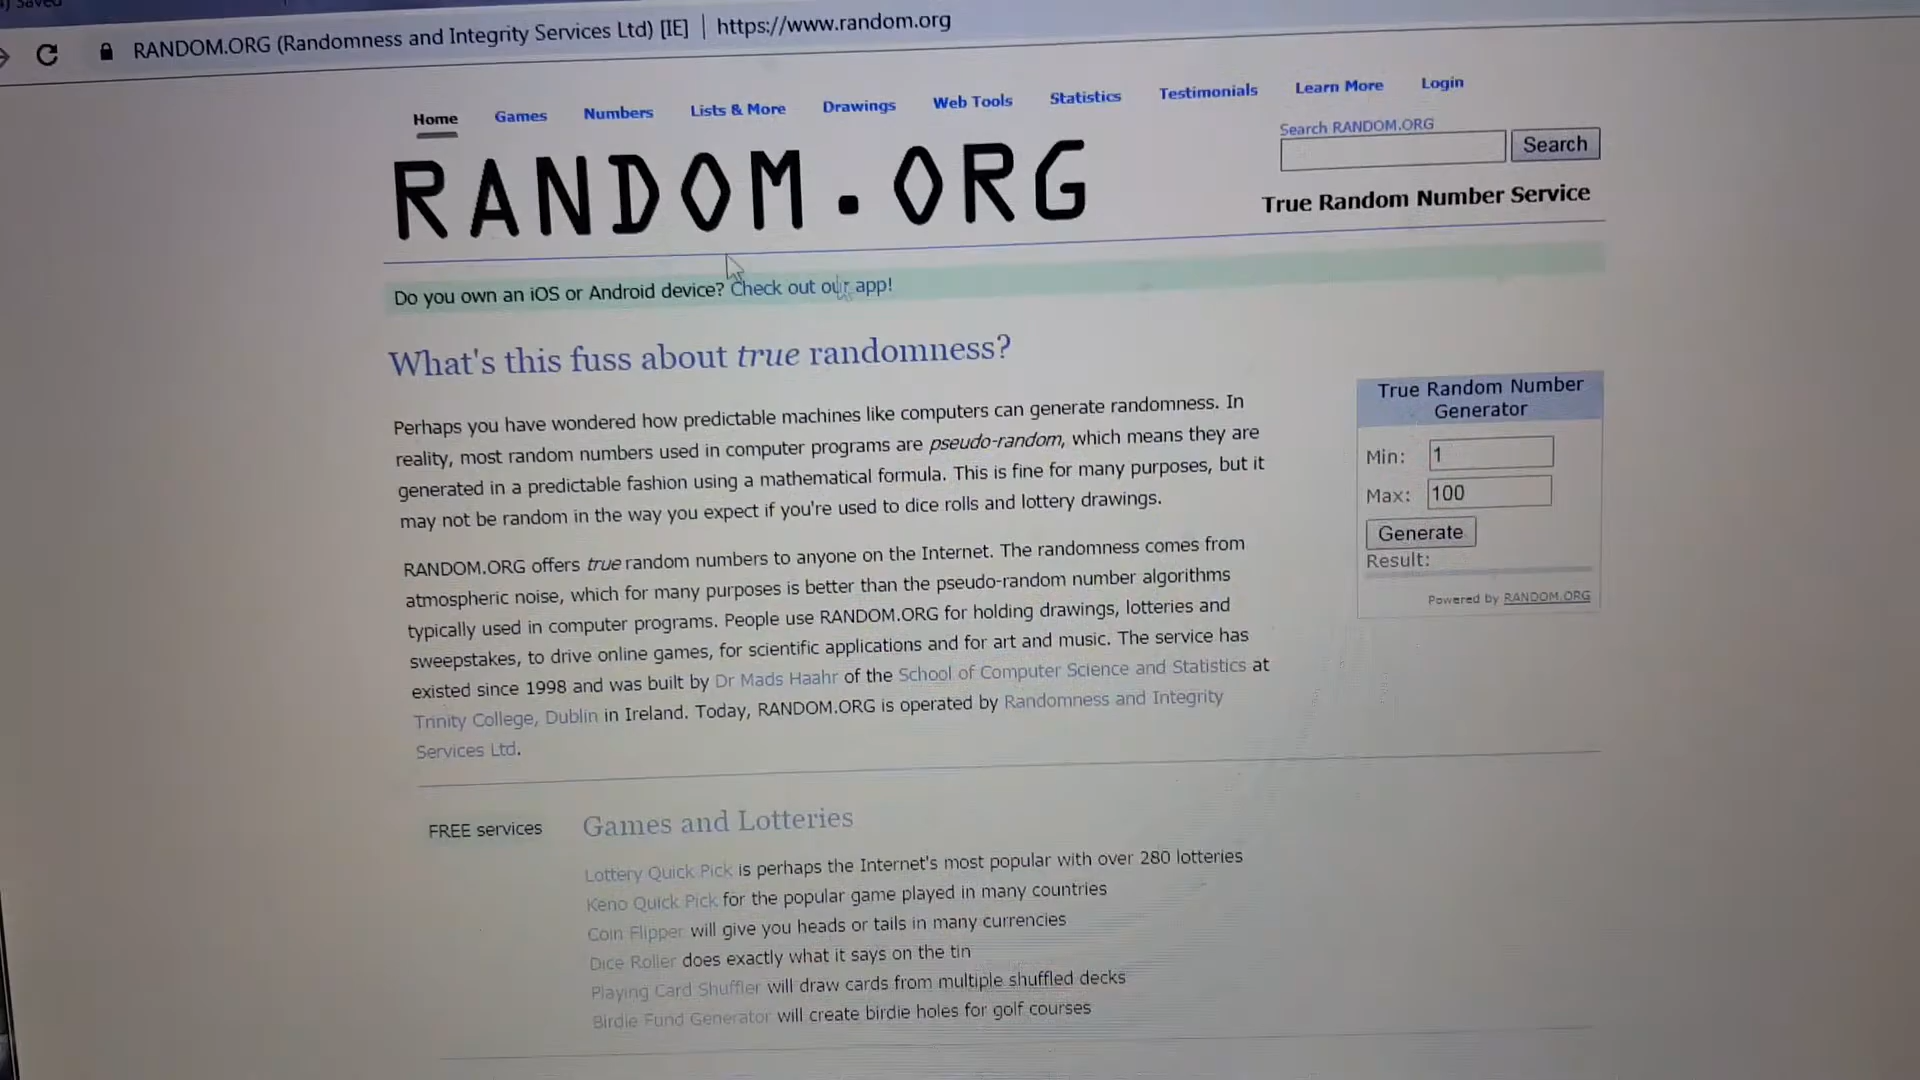 Saved
RANDOM.ORG (Randomness and Integrity Services Ltd) [IE] | https://www.random.org
Home Games Numbers Lists & More Drawings Web Tools Statistics Testimonials Learn More Login
Search RANDOM.ORG
Search
RANDOM.ORG
True Random Number Service
Do you own an iOS or Android device? Check out our app!
What's this fuss about true randomness?
Perhaps you have wondered how predictable machines like computers can generate randomness. In
reality, most random numbers used in computer programs are pseudo-random, which means they are
generated in a predictable fashion using a mathematical formula. This is fine for many purposes, but it
may not be random in the way you expect if you're used to dice rolls and lottery drawings.
RANDOM.ORG offers true random numbers to anyone on the Internet. The randomness comes from
atmospheric noise, which for many purposes is better than the pseudo-random number algorithms
typically used in computer programs. People use RANDOM.ORG for holding drawings, lotteries and
sweepstakes, to drive online games, for scientific applications and for art and music. The service has
existed since 1998 and was built by Dr Mads Haahr of the School of Computer Science and Statistics at
Trinity College, Dublin in Ireland. Today, RANDOM.ORG is operated by Randomness and Integrity
Services Ltd.
True Random Number
Generator
Min: 1
Max: 100
Generate
Result:
Powered by RANDOM.ORG
FREE services
Games and Lotteries
Lottery Quick Pick is perhaps the Internet's most popular with over 280 lotteries
Keno Quick Pick for the popular game played in many countries
Coin Flipper will give you heads or tails in many currencies
Dice Roller does exactly what it says on the tin
Playing Card Shuffler will draw cards from multiple shuffled decks
Birdie Fund Generator will create birdie holes for golf courses